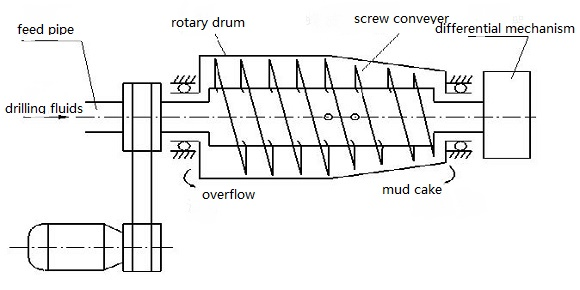 rotary drum
screw conveyer
feed pipe
differential mechanism
drilling fluids
overflow
mud cake